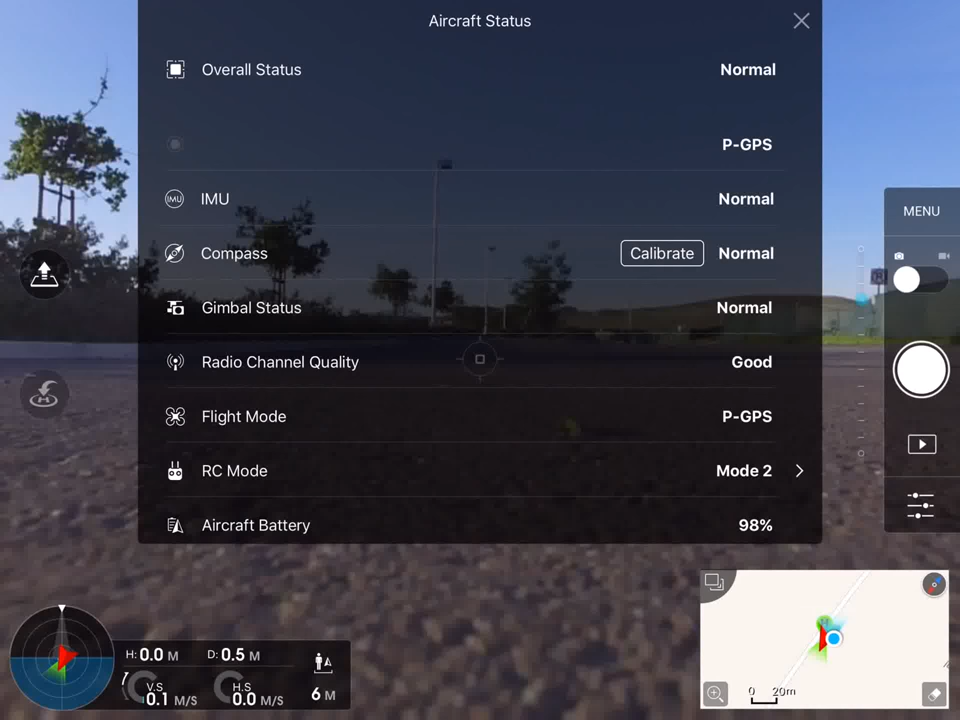 Aircraft Status
Overall Status Normal
P-GPS
IMU IMU Normal
Compass Calibrate Normal
Gimbal Status Normal
Radio Channel Quality Good
Flight Mode P-GPS
RC Mode Mode 2
Aircraft Battery 98%
MENU
H: 0.0 M D: 0.5 M
V.S 0.1 M/S H.S 0.0 M/S
6 M
0 20m
H